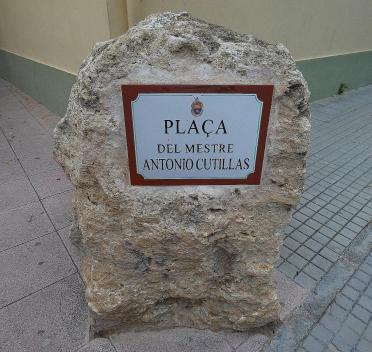 PLAÇA
DEL MESTRE
ANTONIO CUTILLAS